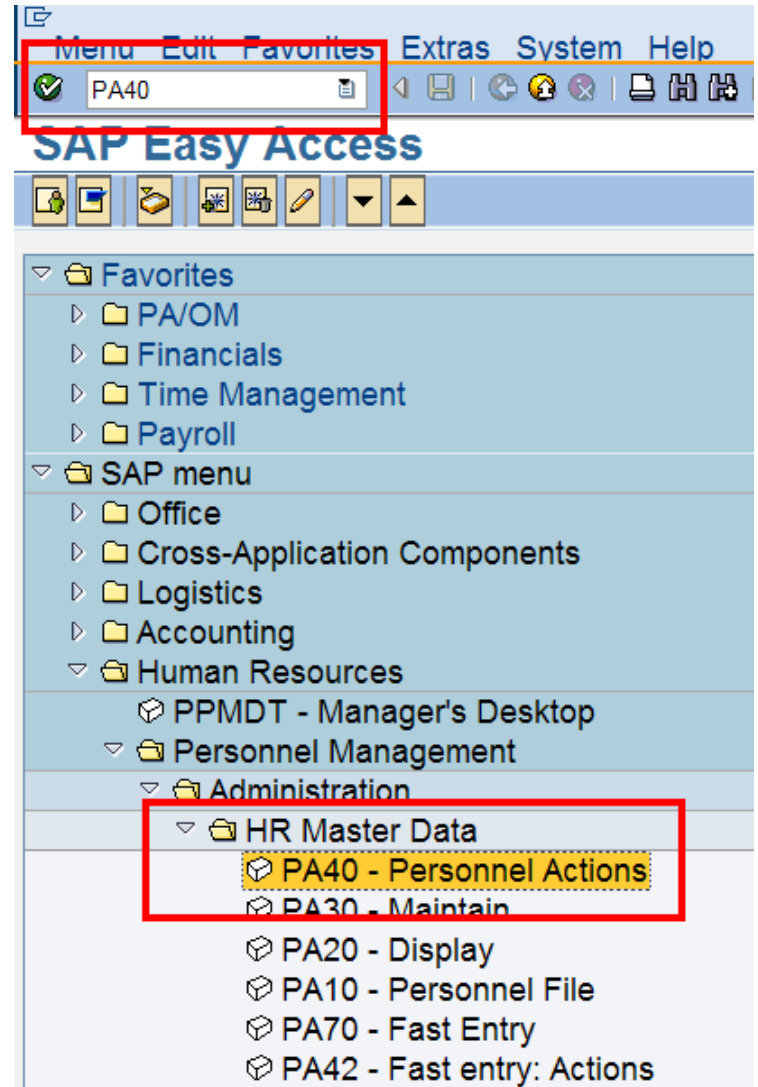 Menu Edit Favorites Extras System Help
PA40
SAP Easy Access
Favorites
PA/OM
Financials
Time Management
Payroll
SAP menu
Office
Cross-Application Components
Logistics
Accounting
Human Resources
PPMDT - Manager's Desktop
Personnel Management
Administration
HR Master Data
PA40 - Personnel Actions
PA30 - Maintain
PA20 - Display
PA10 - Personnel File
PA70 - Fast Entry
PA42 - Fast entry: Actions